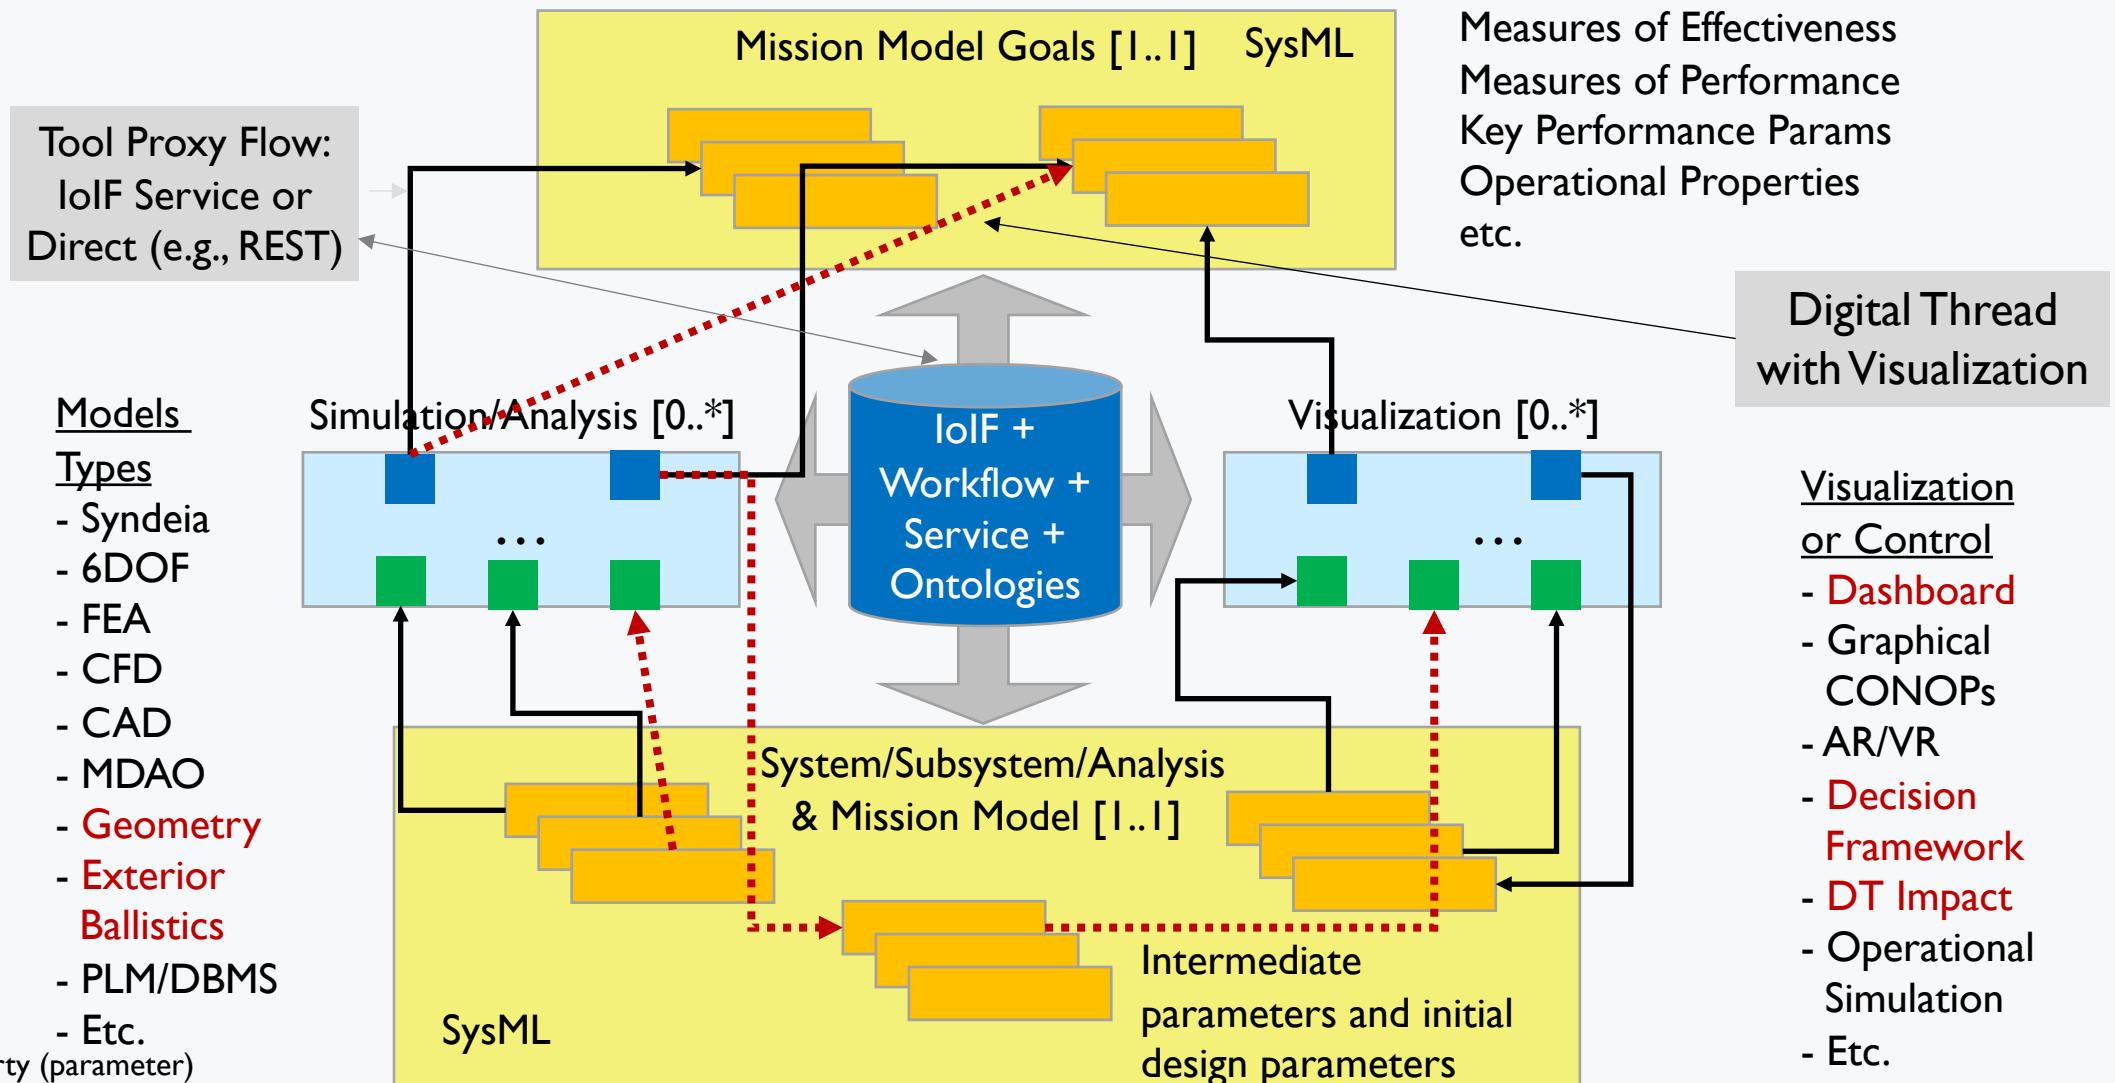 Mission Model Goals [1..1]
SysML
Measures of Effectiveness
Measures of Performance
Key Performance Params
Operational Properties
etc.
Tool Proxy Flow:
IoIF Service or
Direct (e.g., REST)
Digital Thread
with Visualization
Models
Types
- Syndeia
- 6DOF
- FEA
- CFD
- CAD
- MDAO
- Geometry
- Exterior
Ballistics
- PLM/DBMS
- Etc.
Simulation/Analysis [0..*]
...
IoIF +
Workflow +
Service +
Ontologies
Visualization [0..*]
...
Visualization
or Control
- Dashboard
- Graphical
CONOPs
- AR/VR
- Decision
Framework
- DT Impact
- Operational
Simulation
- Etc.
System/Subsystem/Analysis
& Mission Model [1..1]
Intermediate
parameters and initial
design parameters
SysML
rty (parameter)